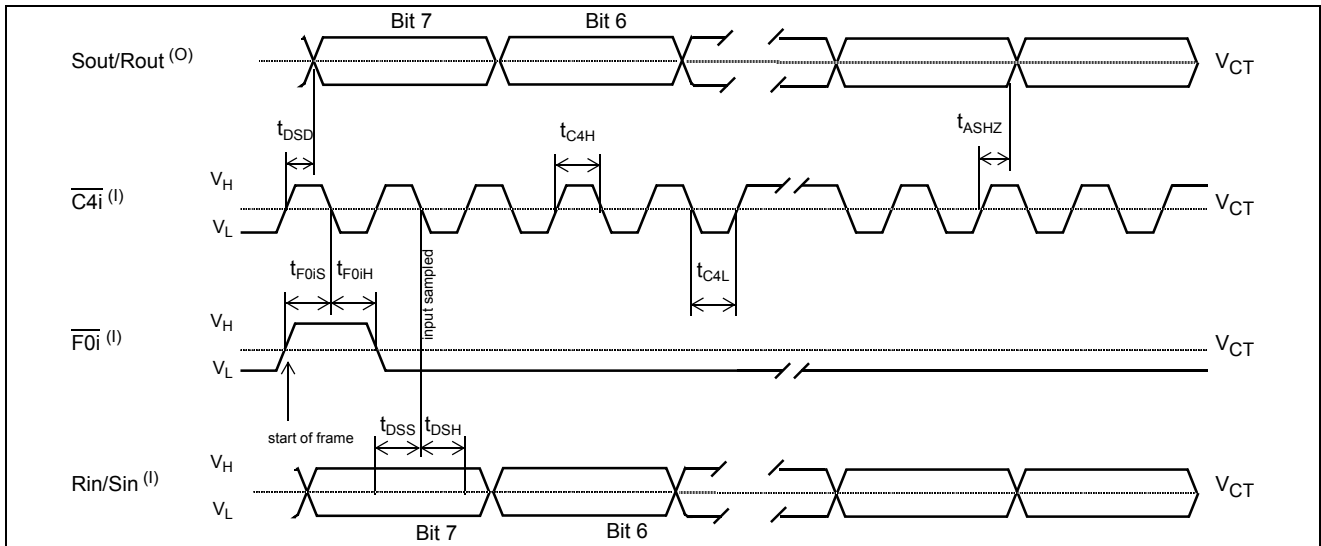 Bit 7 Bit 6
Sout/Rout (O) VCT
tDSD tC4H tASHZ
VH
C4i (I) VCT
VL
tF0iS tF0iH input sampled tC4L
VH
F0i (I) VCT
VL
start of frame tDSS tDSH
VH
Rin/Sin (I) VCT
VL
Bit 7 Bit 6